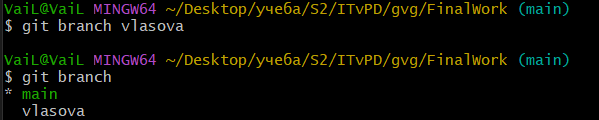 VaiL@VaiL MINGW64 ~/Desktop/учеба/S2/ITvPD/gvg/FinalWork (main)
$ git branch vlasova
VaiL@VaiL MINGW64 ~/Desktop/учеба/S2/ITvPD/gvg/FinalWork (main)
$ git branch
* main
  vlasova